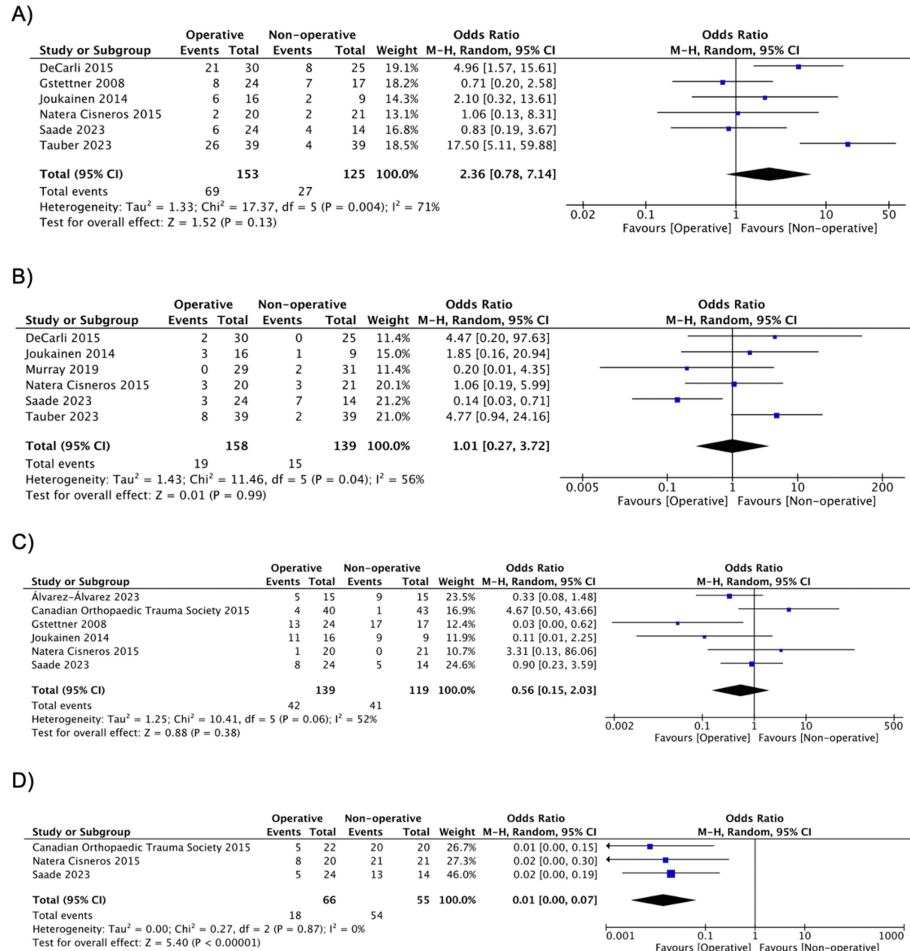 A)
Operative Non-operative Odds Ratio Odds Ratio
Study or Subgroup Events Total Events Total Weight M-H, Random, 95% CI M-H, Random, 95% CI
DeCarli 2015 21 30 8 25 19.1% 4.96 [1.57, 15.61]
Gstettner 2008 8 24 7 17 18.2% 0.71 [0.20, 2.58]
Joukainen 2014 6 16 2 9 14.3% 2.10 [0.32, 13.61]
Natera Cisneros 2015 2 20 2 21 13.1% 1.06 [0.13, 8.31]
Saade 2023 6 24 4 14 16.8% 0.83 [0.19, 3.67]
Tauber 2023 26 39 4 39 18.5% 17.50 [5.11, 59.88]
Total (95% CI) 153 125 100.0% 2.36 [0.78, 7.14]
Total events 69 27
Heterogeneity: Tau² = 1.33; Chi² = 17.37, df = 5 (P = 0.004); I² = 71%
Test for overall effect: Z = 1.52 (P = 0.13)
0.02 0.1 1 10 50
Favours [Operative] Favours [Non-operative]
B)
Operative Non-operative Odds Ratio Odds Ratio
Study or Subgroup Events Total Events Total Weight M-H, Random, 95% CI M-H, Random, 95% CI
DeCarli 2015 2 30 0 25 11.4% 4.47 [0.20, 97.63]
Joukainen 2014 3 16 1 9 15.0% 1.85 [0.16, 20.94]
Murray 2019 0 29 2 31 11.4% 0.20 [0.01, 4.35]
Natera Cisneros 2015 3 20 3 21 20.1% 1.06 [0.19, 5.99]
Saade 2023 3 24 7 14 21.2% 0.14 [0.03, 0.71]
Tauber 2023 8 39 2 39 21.0% 4.77 [0.94, 24.16]
Total (95% CI) 158 139 100.0% 1.01 [0.27, 3.72]
Total events 19 15
Heterogeneity: Tau² = 1.43; Chi² = 11.46, df = 5 (P = 0.04); I² = 56%
Test for overall effect: Z = 0.01 (P = 0.99)
0.005 0.1 1 10 200
Favours [Operative] Favours [Non-operative]
C)
Operative Non-operative Odds Ratio Odds Ratio
Study or Subgroup Events Total Events Total Weight M-H, Random, 95% CI M-H, Random, 95% CI
Álvarez-Álvarez 2023 5 15 9 15 23.5% 0.33 [0.08, 1.48]
Canadian Orthopaedic Trauma Society 2015 4 40 1 43 16.9% 4.67 [0.50, 43.66]
Gstettner 2008 13 24 17 17 12.4% 0.03 [0.00, 0.62]
Joukainen 2014 11 16 9 9 11.9% 0.11 [0.01, 2.25]
Natera Cisneros 2015 1 20 0 21 10.7% 3.31 [0.13, 86.06]
Saade 2023 8 24 5 14 24.6% 0.90 [0.23, 3.59]
Total (95% CI) 139 119 100.0% 0.56 [0.15, 2.03]
Total events 42 41
Heterogeneity: Tau² = 1.25; Chi² = 10.41, df = 5 (P = 0.06); I² = 52%
Test for overall effect: Z = 0.88 (P = 0.38)
0.002 0.1 1 10 500
Favours [Operative] Favours [Non-operative]
D)
Operative Non-operative Odds Ratio Odds Ratio
Study or Subgroup Events Total Events Total Weight M-H, Random, 95% CI M-H, Random, 95% CI
Canadian Orthopaedic Trauma Society 2015 5 22 20 20 26.7% 0.01 [0.00, 0.15]
Natera Cisneros 2015 8 20 21 21 27.3% 0.02 [0.00, 0.30]
Saade 2023 5 24 13 14 46.0% 0.02 [0.00, 0.19]
Total (95% CI) 66 55 100.0% 0.01 [0.00, 0.07]
Total events 18 54
Heterogeneity: Tau² = 0.00; Chi² = 0.27, df = 2 (P = 0.87); I² = 0%
Test for overall effect: Z = 5.40 (P < 0.00001)
0.001 0.1 1 10 1000
Favours [Operative] Favours [Non-operative]